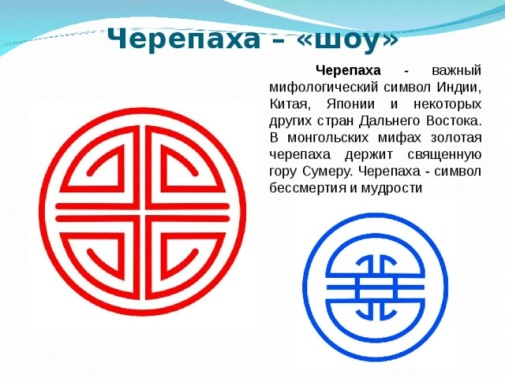 Черепаха – «шоу»
Черепаха - важный
мифологический символ Индии,
Китая, Японии и некоторых
других стран Дальнего Востока.
В монгольских мифах золотая
черепаха держит священную
гору Сумеру. Черепаха - символ
бессмертия и мудрости